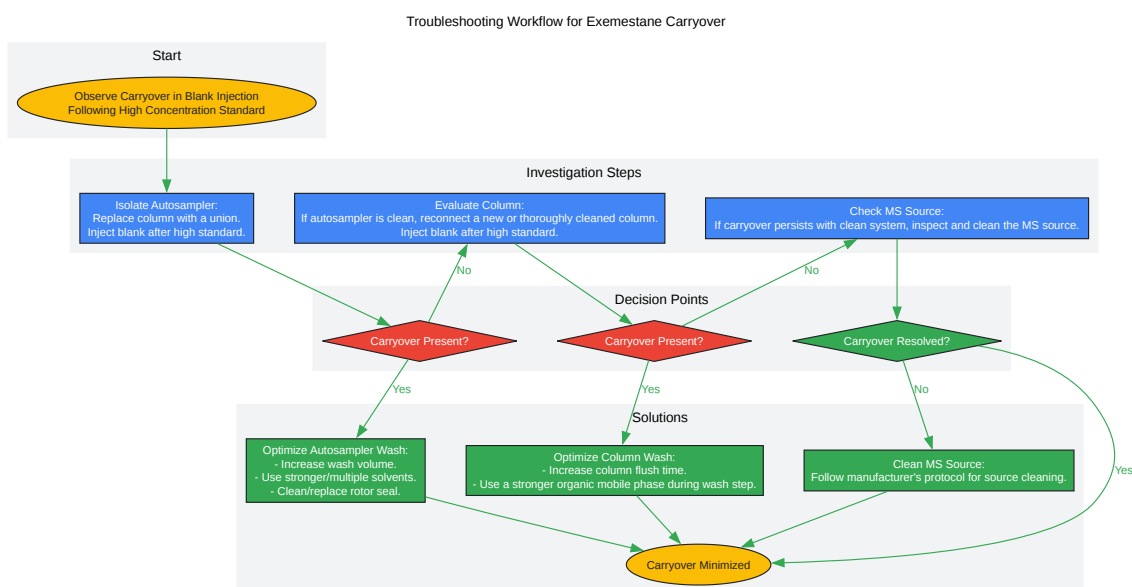 Troubleshooting Workflow for Exemestane Carryover
Start
Observe Carryover in Blank Injection
Following High Concentration Standard
Investigation Steps
Isolate Autosampler:
Replace column with a union.
Inject blank after high standard.
Evaluate Column:
If autosampler is clean, reconnect a new or thoroughly cleaned column.
Inject blank after high standard.
Check MS Source:
If carryover persists with clean system, inspect and clean the MS source.
No
No
Decision Points
Carryover Present?
Carryover Present?
Carryover Resolved?
Yes
Yes
No
Yes
Solutions
Optimize Autosampler Wash:
- Increase wash volume.
- Use stronger/multiple solvents.
- Clean/replace rotor seal.
Optimize Column Wash:
- Increase column flush time.
- Use a stronger organic mobile phase during wash step.
Clean MS Source:
Follow manufacturer's protocol for source cleaning.
Carryover Minimized